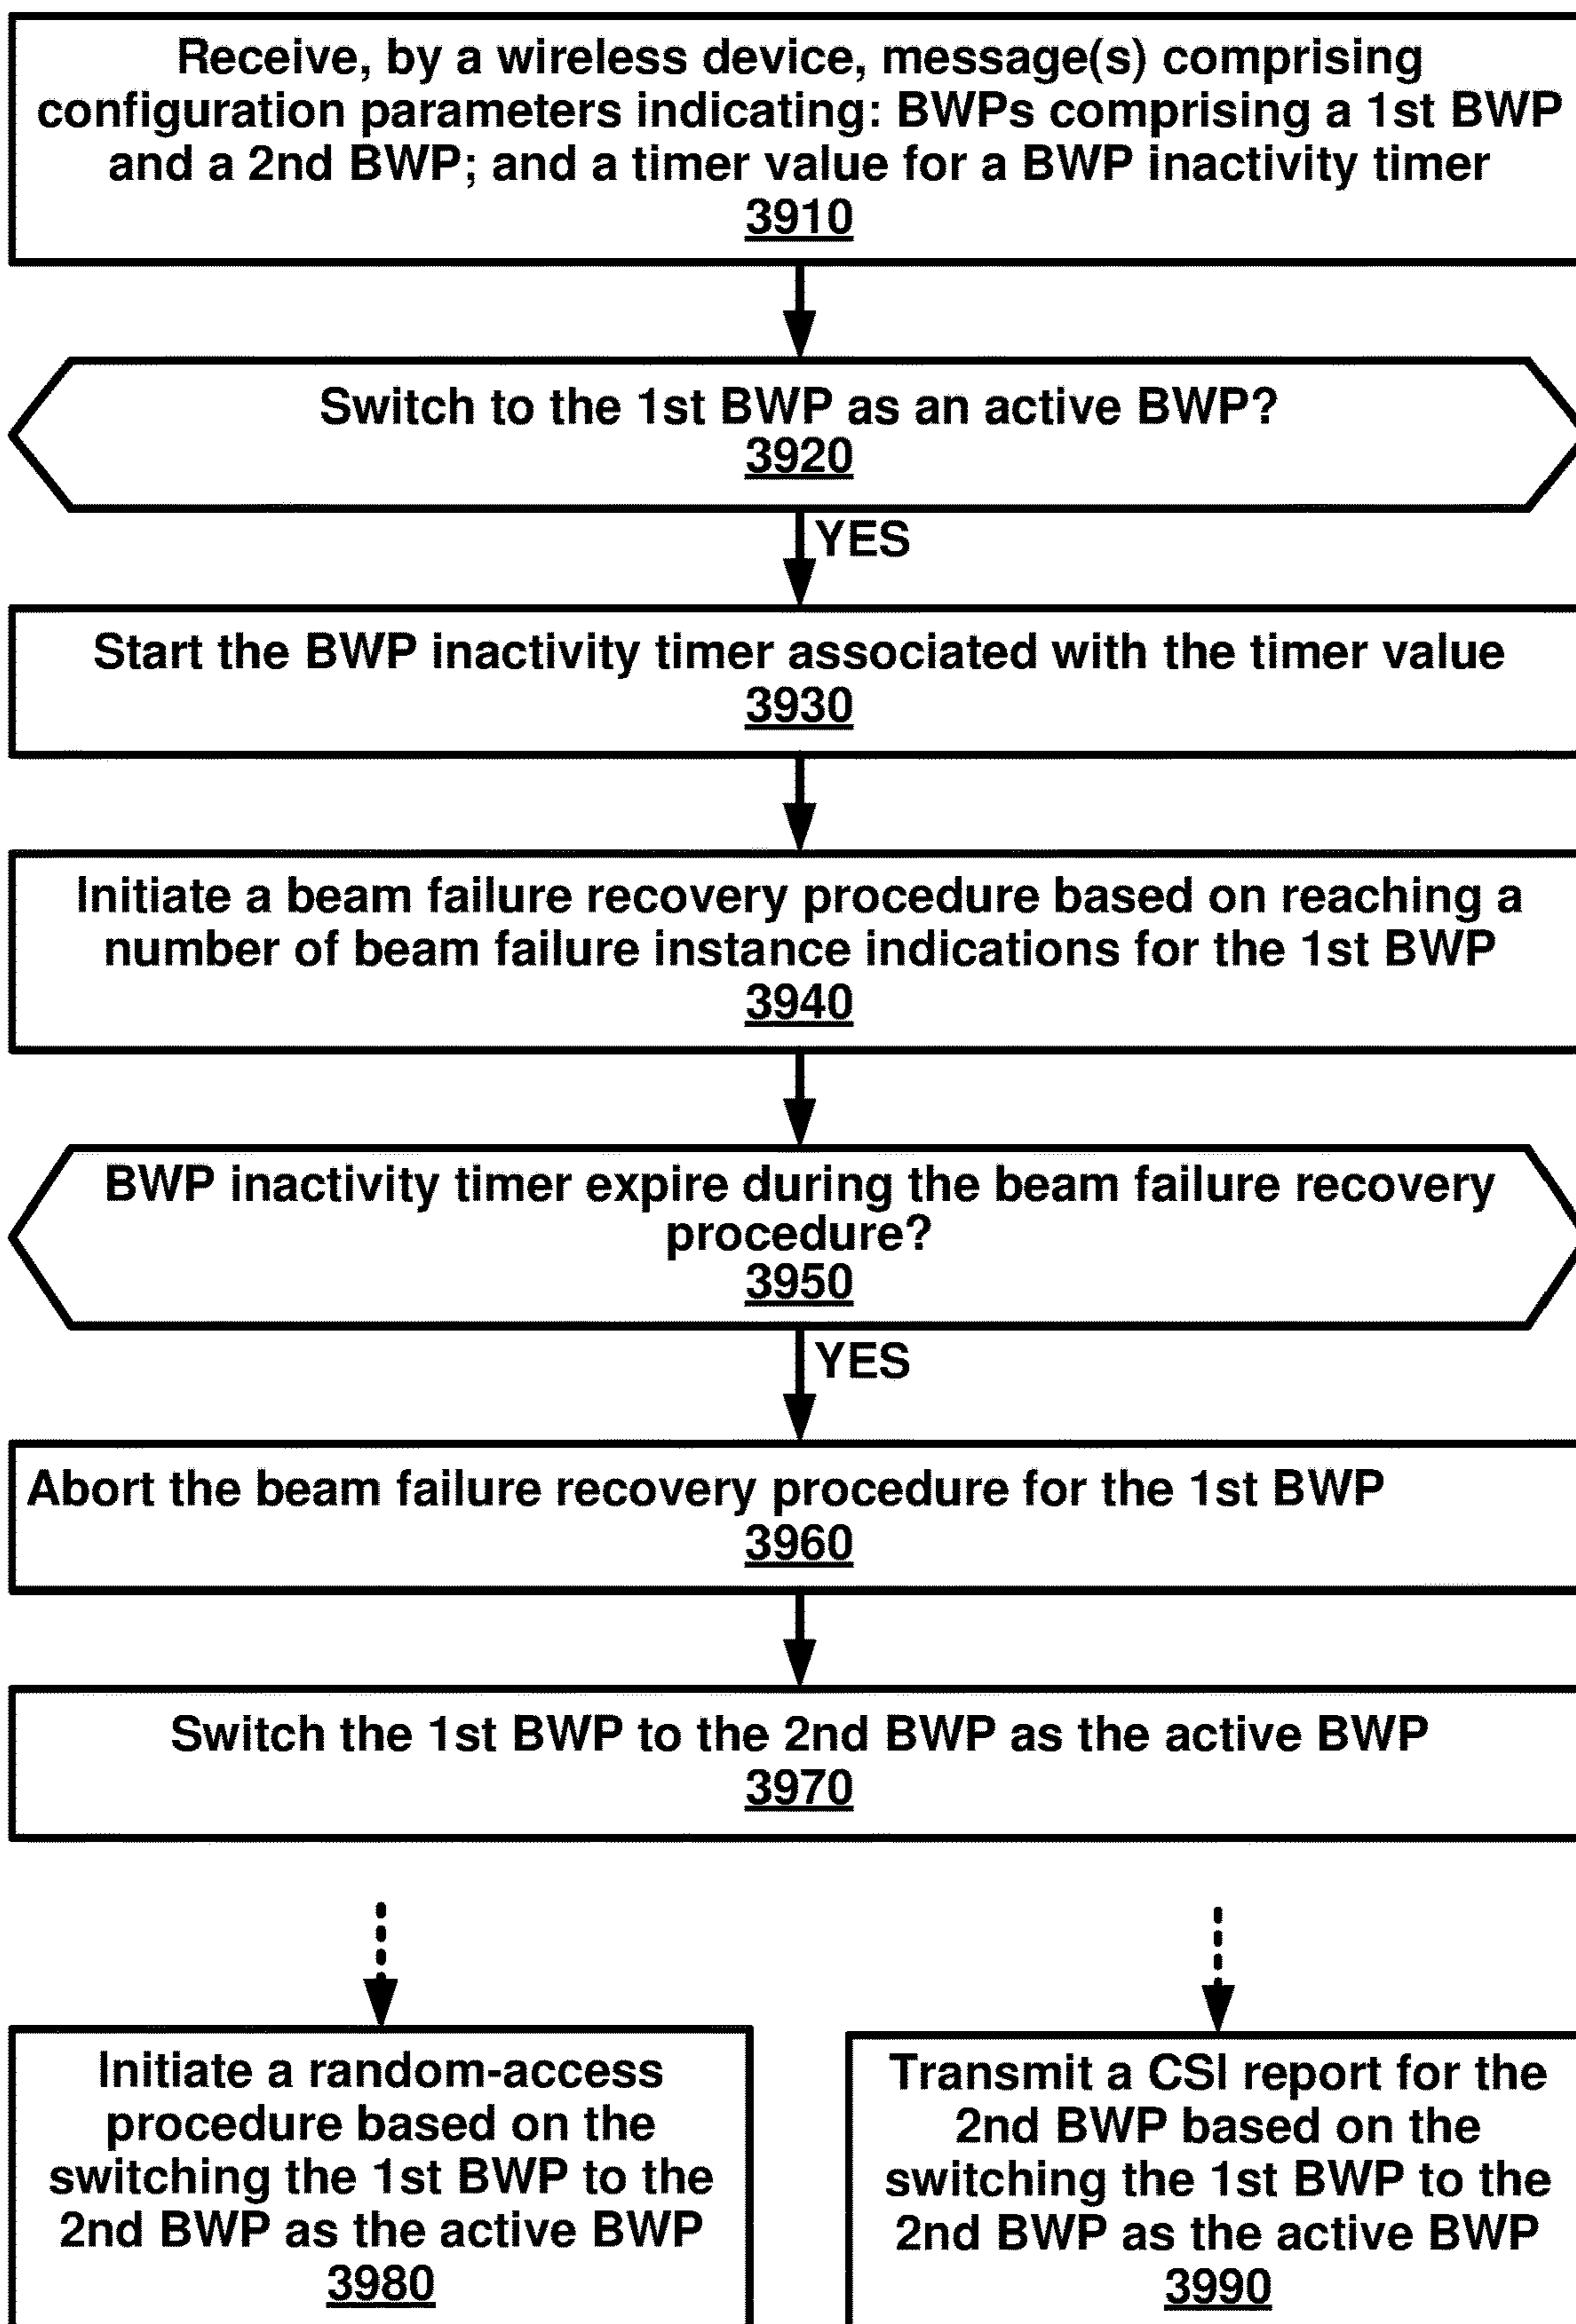 Receive, by a wireless device, message(s) comprising
configuration parameters indicating: BWPs comprising a 1st BWP
and a 2nd BWP; and a timer value for a BWP inactivity timer
3910
Switch to the 1st BWP as an active BWP?
3920
YES
Start the BWP inactivity timer associated with the timer value
3930
Initiate a beam failure recovery procedure based on reaching a
number of beam failure instance indications for the 1st BWP
3940
BWP inactivity timer expire during the beam failure recovery
procedure?
3950
YES
Abort the beam failure recovery procedure for the 1st BWP
3960
Switch the 1st BWP to the 2nd BWP as the active BWP
3970
Initiate a random-access
procedure based on the
switching the 1st BWP to the
2nd BWP as the active BWP
3980
Transmit a CSI report for the
2nd BWP based on the
switching the 1st BWP to the
2nd BWP as the active BWP
3990